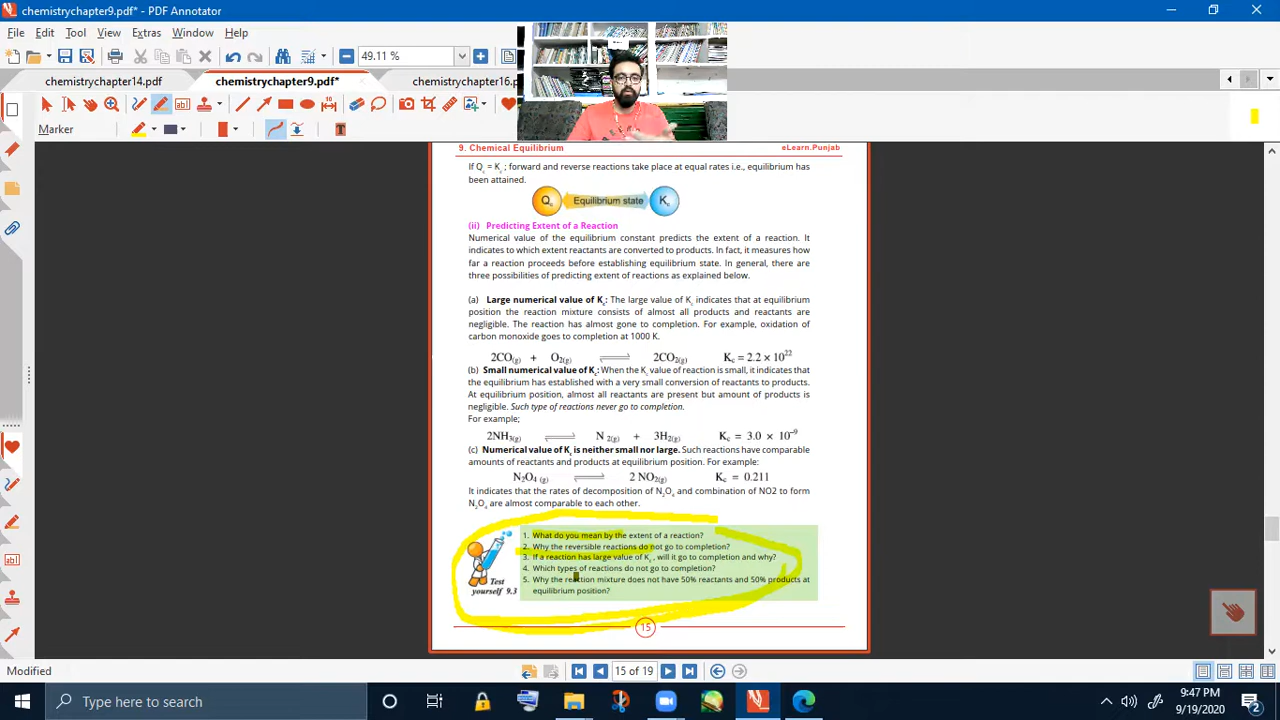 chemistrychapter9.pdf* - PDF Annotator
File Edit Tool View Extras Window Help
49.11 %
chemistrychapter14.pdf chemistrychapter9.pdf* chemistrychapter16.p
Marker
9. Chemical Equilibrium eLearn.Punjab
If Qc = Kc ; forward and reverse reactions take place at equal rates i.e., equilibrium has
been attained.
Qc Equilibrium state Kc
(ii) Predicting Extent of a Reaction
Numerical value of the equilibrium constant predicts the extent of a reaction. It
indicates to which extent reactants are converted to products. In fact, it measures how
far a reaction proceeds before establishing equilibrium state. In general, there are
three possibilities of predicting extent of reactions as explained below.
(a) Large numerical value of Kc: The large value of Kc indicates that at equilibrium
position the reaction mixture consists of almost all products and reactants are
negligible. The reaction has almost gone to completion. For example, oxidation of
carbon monoxide goes to completion at 1000 K.
2CO(g) + O2(g) ⇌ 2CO2(g) Kc = 2.2 × 10^22
(b) Small numerical value of Kc: When the Kc value of reaction is small, it indicates that
the equilibrium has established with a very small conversion of reactants to products.
At equilibrium position, almost all reactants are present but amount of products is
negligible. Such type of reactions never go to completion.
For example;
2NH3(g) ⇌ N2(g) + 3H2(g) Kc = 3.0 × 10^−9
(c) Numerical value of Kc is neither small nor large. Such reactions have comparable
amounts of reactants and products at equilibrium position. For example:
N2O4 (g) ⇌ 2 NO2(g) Kc = 0.211
It indicates that the rates of decomposition of N2O4 and combination of NO2 to form
N2O4 are almost comparable to each other.
Test
yourself 9.3
1. What do you mean by the extent of a reaction?
2. Why the reversible reactions do not go to completion?
3. If a reaction has large value of Kc, will it go to completion and why?
4. Which types of reactions do not go to completion?
5. Why the reaction mixture does not have 50% reactants and 50% products at
equilibrium position?
15
Modified
15 of 19
Type here to search
9:47 PM
9/19/2020
2